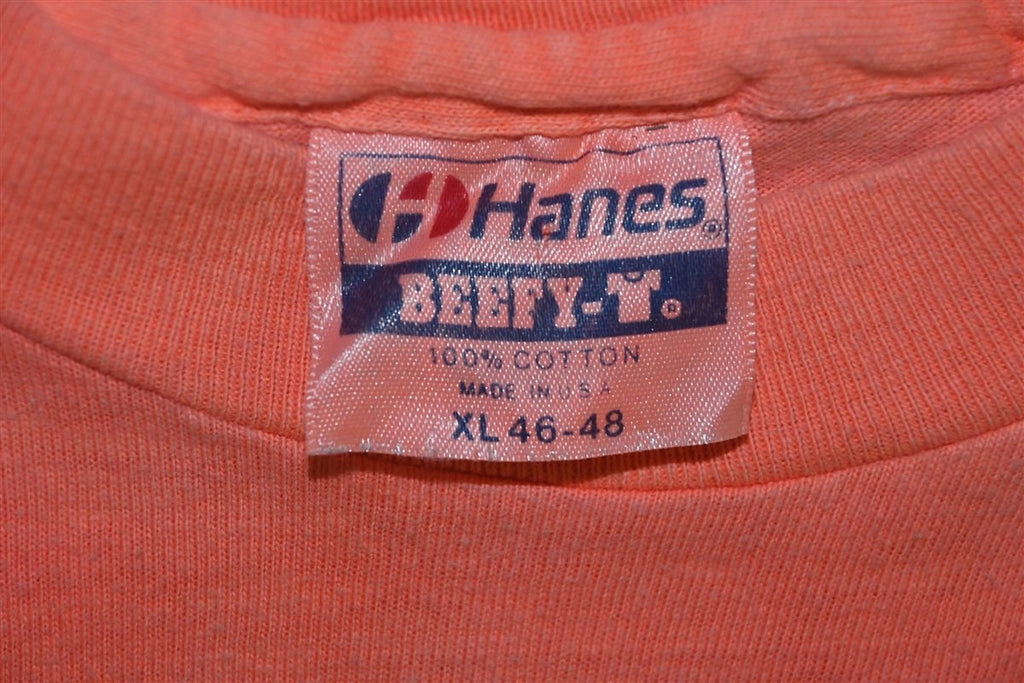 Hanes®
BEEFY-T®
100% COTTON
MADE IN U S A
XL 46-48